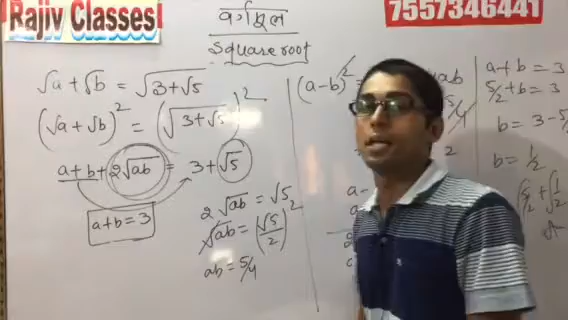 Rajiv Classes
7557346441
वर्गमूल
Square root
√a + √b = √3+√5
(√a + √b)² = (√3+√5)²
a+b + 2√ab = 3 + √5
a+b = 3
2√ab = √5
√ab = (√5/2)²
ab = 5/4
(a-b)² =
a+b = 3
5/2 + b = 3
b = 3 - 5/
b = 1/2